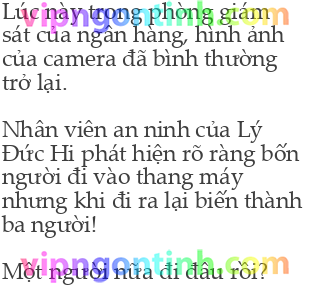 Lúc này trong phòng giám
vipngontinh.com
sát của ngân hàng, hình ảnh
của camera đã bình thường
trở lại.
Nhân viên an ninh của Lý
Đức Hi phát hiện rõ ràng bốn
người đi vào thang máy
nhưng khi đi ra lại biến thành
ba người!
vipngontinh.com
Một người nữa đi đâu rồi?